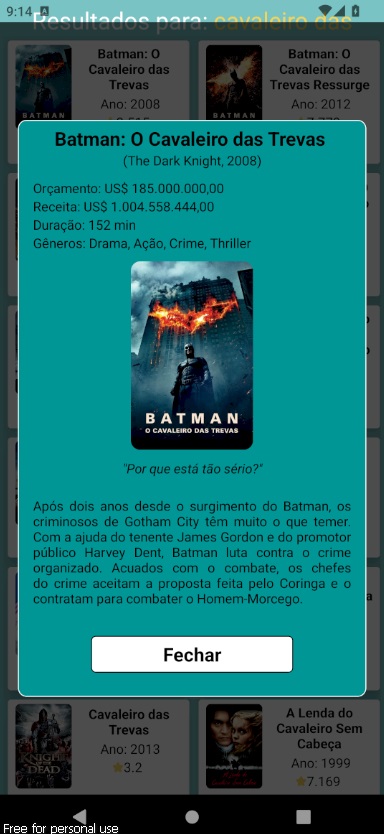 9:14
Resultados para: cavaleiro das
Batman: O
Cavaleiro das
Trevas
Ano: 2008
Batman: O
Cavaleiro das
Trevas Ressurge
Ano: 2012
BATMAN
BATMAN
Batman: O Cavaleiro das Trevas
(The Dark Knight, 2008)
Orçamento: US$ 185.000.000,00
Receita: US$ 1.004.558.444,00
Duração: 152 min
Gêneros: Drama, Ação, Crime, Thriller
BATMAN
O CAVALEIRO DAS TREVAS
"Por que está tão sério?"
Após dois anos desde o surgimento do Batman, os
criminosos de Gotham City têm muito o que temer.
Com a ajuda do tenente James Gordon e do promotor
público Harvey Dent, Batman luta contra o crime
organizado. Acuados com o combate, os chefes
do crime aceitam a proposta feita pelo Coringa e o
contratam para combater o Homem-Morcego.
Fechar
Cavaleiro das
Trevas
Ano: 2013
3.2
KNIGHT
OF THE
DEAD
A Lenda do
Cavaleiro Sem
Cabeça
Ano: 1999
7.169
Free for personal use